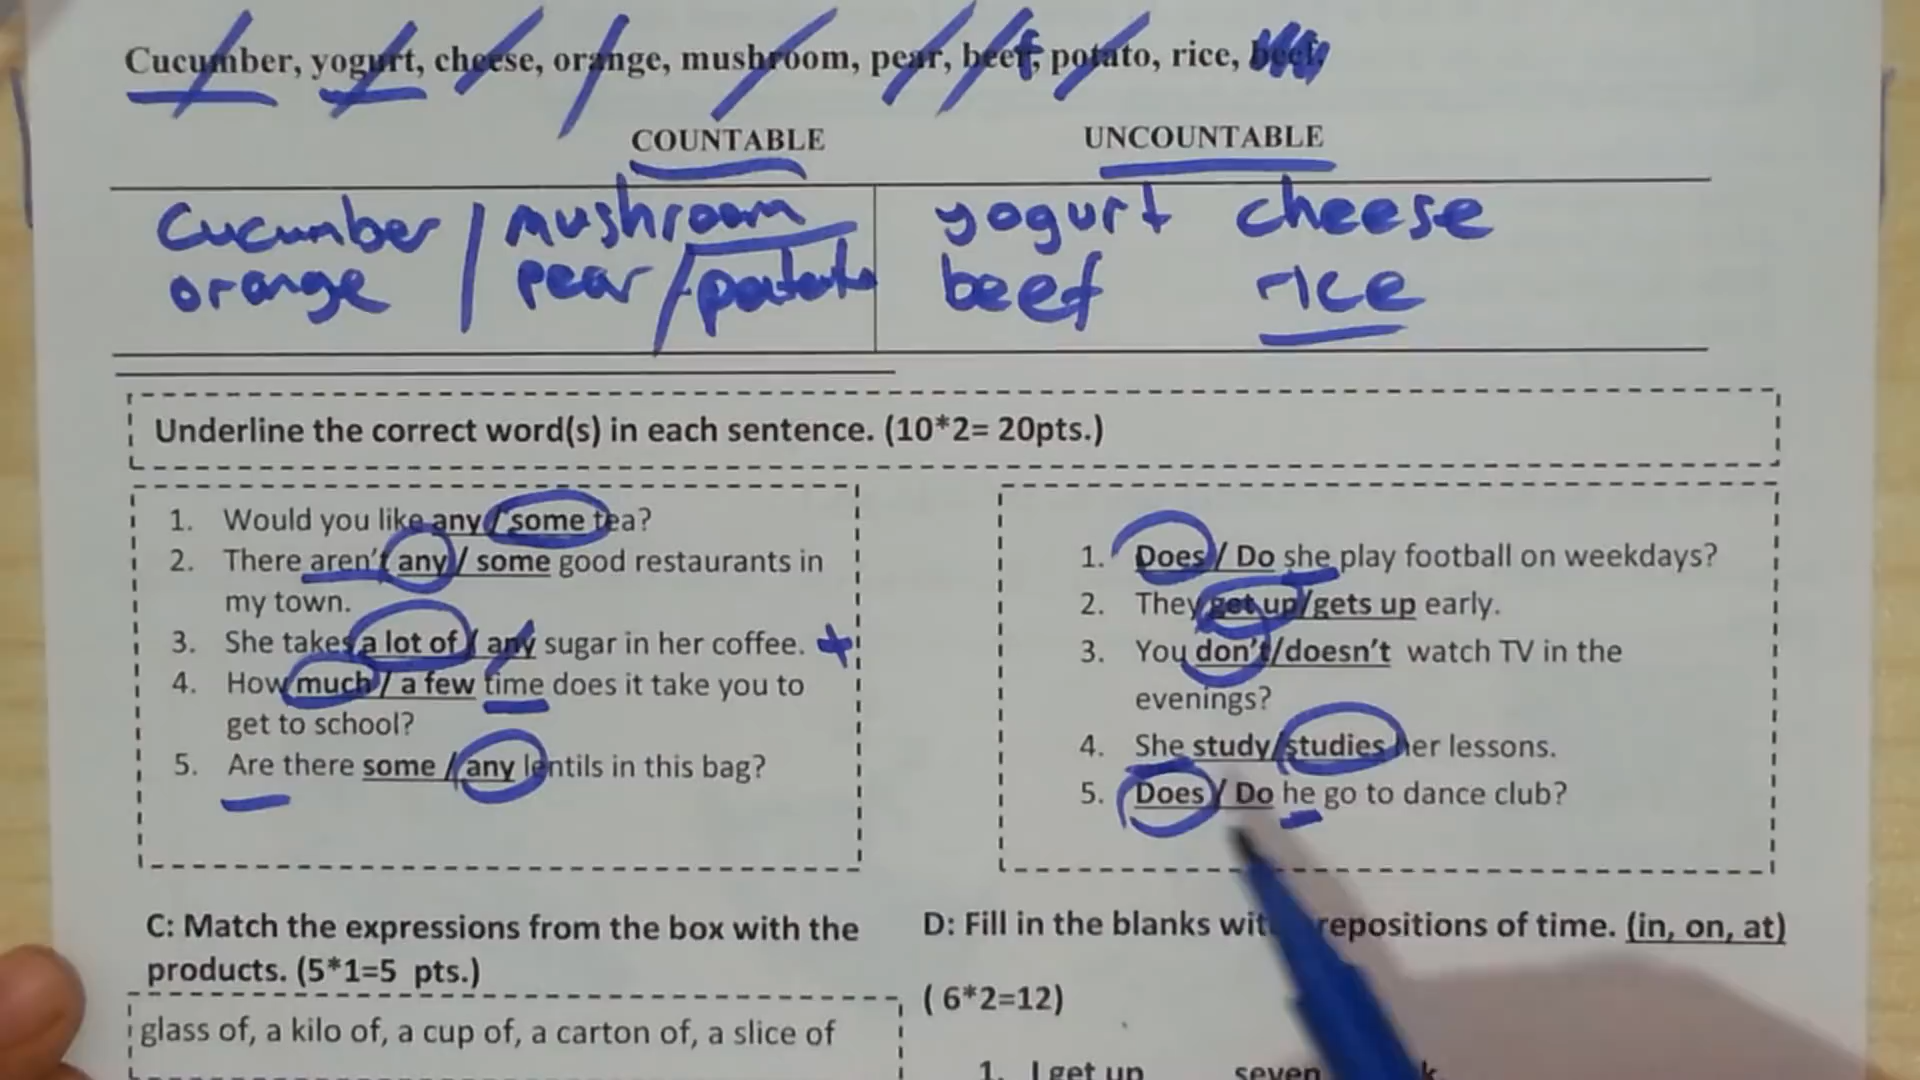 Cucumber, yogurt, cheese, orange, mushroom, pear, beef, potato, rice, beef.
COUNTABLE
UNCOUNTABLE
cucumber / mushroom
orange / pear / potato
yogurt cheese
beef rice
Underline the correct word(s) in each sentence. (10*2= 20pts.)
1. Would you like any / some tea?
2. There aren't any / some good restaurants in
my town.
3. She takes a lot of / any sugar in her coffee. +
4. How much / a few time does it take you to
get to school?
5. Are there some / any lentils in this bag?
1. Does / Do she play football on weekdays?
2. They get up/gets up early.
3. You don't/doesn't watch TV in the
evenings?
4. She study/studies her lessons.
5. Does / Do he go to dance club?
C: Match the expressions from the box with the
products. (5*1=5 pts.)
glass of, a kilo of, a cup of, a carton of, a slice of
D: Fill in the blanks repositions of time. (in, on, at)
( 6*2=12)
1. I get up seven